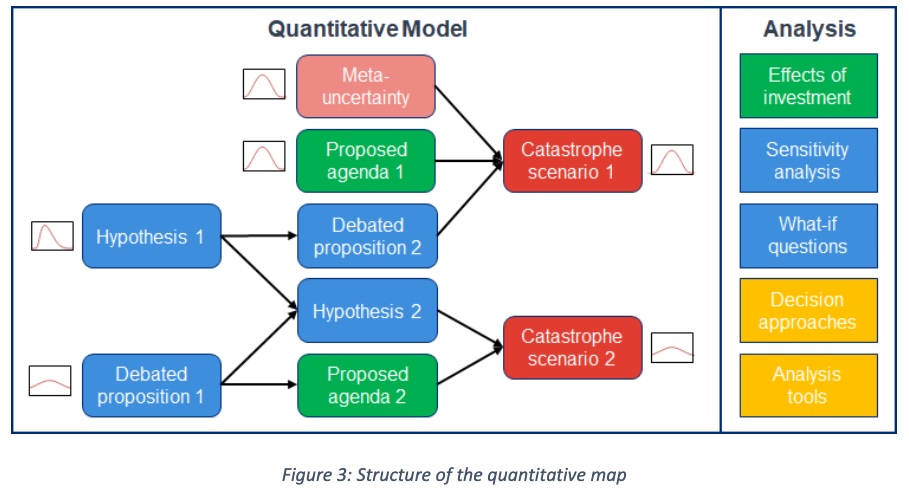 Quantitative Model
Meta-
uncertainty
Proposed
agenda 1
Catastrophe
scenario 1
Hypothesis 1
Debated
proposition 2
Hypothesis 2
Catastrophe
scenario 2
Debated
proposition 1
Proposed
agenda 2
Analysis
Effects of
investment
Sensitivity
analysis
What-if
questions
Decision
approaches
Analysis
tools
Figure 3: Structure of the quantitative map